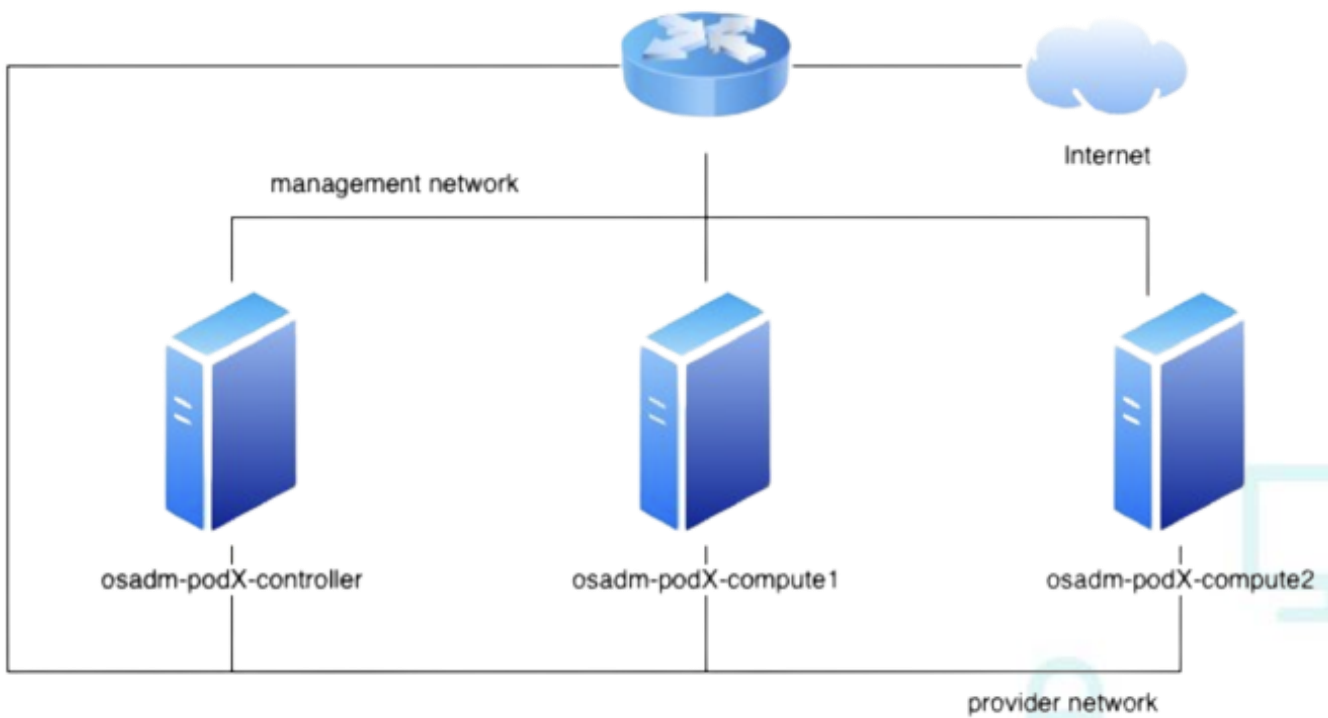 Internet
management network
osadm-podX-controller
osadm-podX-compute1
osadm-podX-compute2
provider network